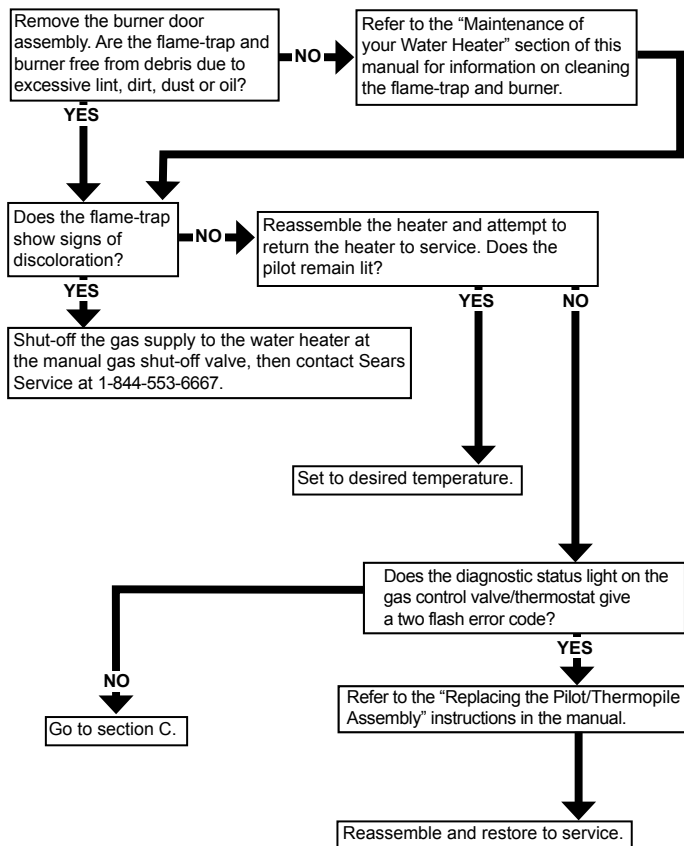 Remove the burner door
assembly. Are the flame-trap and
burner free from debris due to
excessive lint, dirt, dust or oil?
NO
Refer to the “Maintenance of
your Water Heater” section of this
manual for information on cleaning
the flame-trap and burner.
YES
Does the flame-trap
show signs of
discoloration?
NO
Reassemble the heater and attempt to
return the heater to service. Does the
pilot remain lit?
YES
YES
NO
Shut-off the gas supply to the water heater at
the manual gas shut-off valve, then contact Sears
Service at 1-844-553-6667.
Set to desired temperature.
Does the diagnostic status light on the
gas control valve/thermostat give
a two flash error code?
YES
NO
Refer to the “Replacing the Pilot/Thermopile
Assembly” instructions in the manual.
Go to section C.
Reassemble and restore to service.